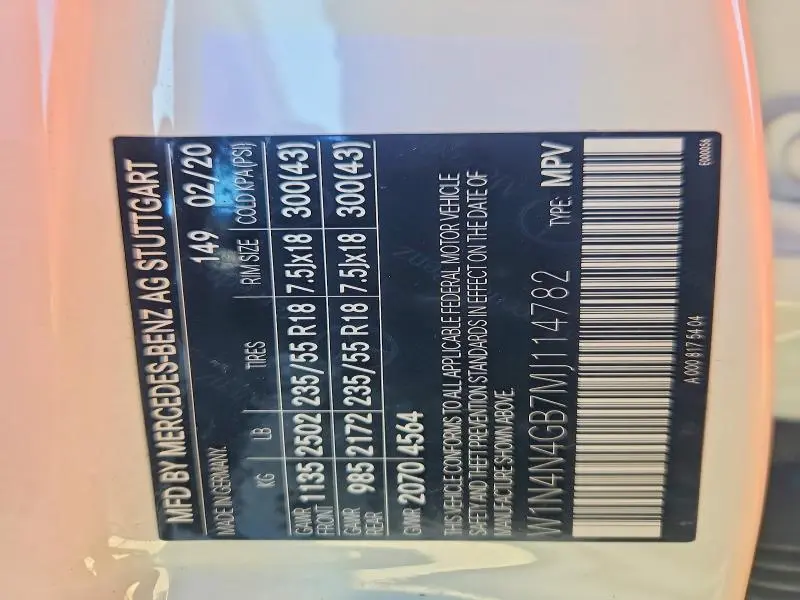 MFD BY MERCEDES-BENZ AG STUTTGART
MADE IN GERMANY. 149 02/20
KG LB TIRES RIM SIZE COLD KPA(PSI)
GAWR FRONT 1135 2502 235/55 R18 7.5Jx18 300(43)
GAWR REAR 985 2172 235/55 R18 7.5Jx18 300(43)
GVWR 2070 4564
THIS VEHICLE CONFORMS TO ALL APPLICABLE FEDERAL MOTOR VEHICLE
SAFETY AND THEFT PREVENTION STANDARDS IN EFFECT ON THE DATE OF
MANUFACTURE SHOWN ABOVE.
W1N4N4GB7MJ114782 TYPE: MPV
A 000 817 54 04 E000056